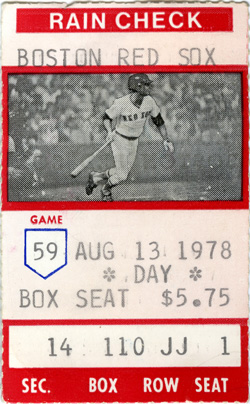 RAIN CHECK
BOSTON RED SOX
RED SOX
GAME
59 AUG 13 1978
* DAY *
BOX SEAT $5.75
14 110 JJ 1
SEC. BOX ROW SEAT